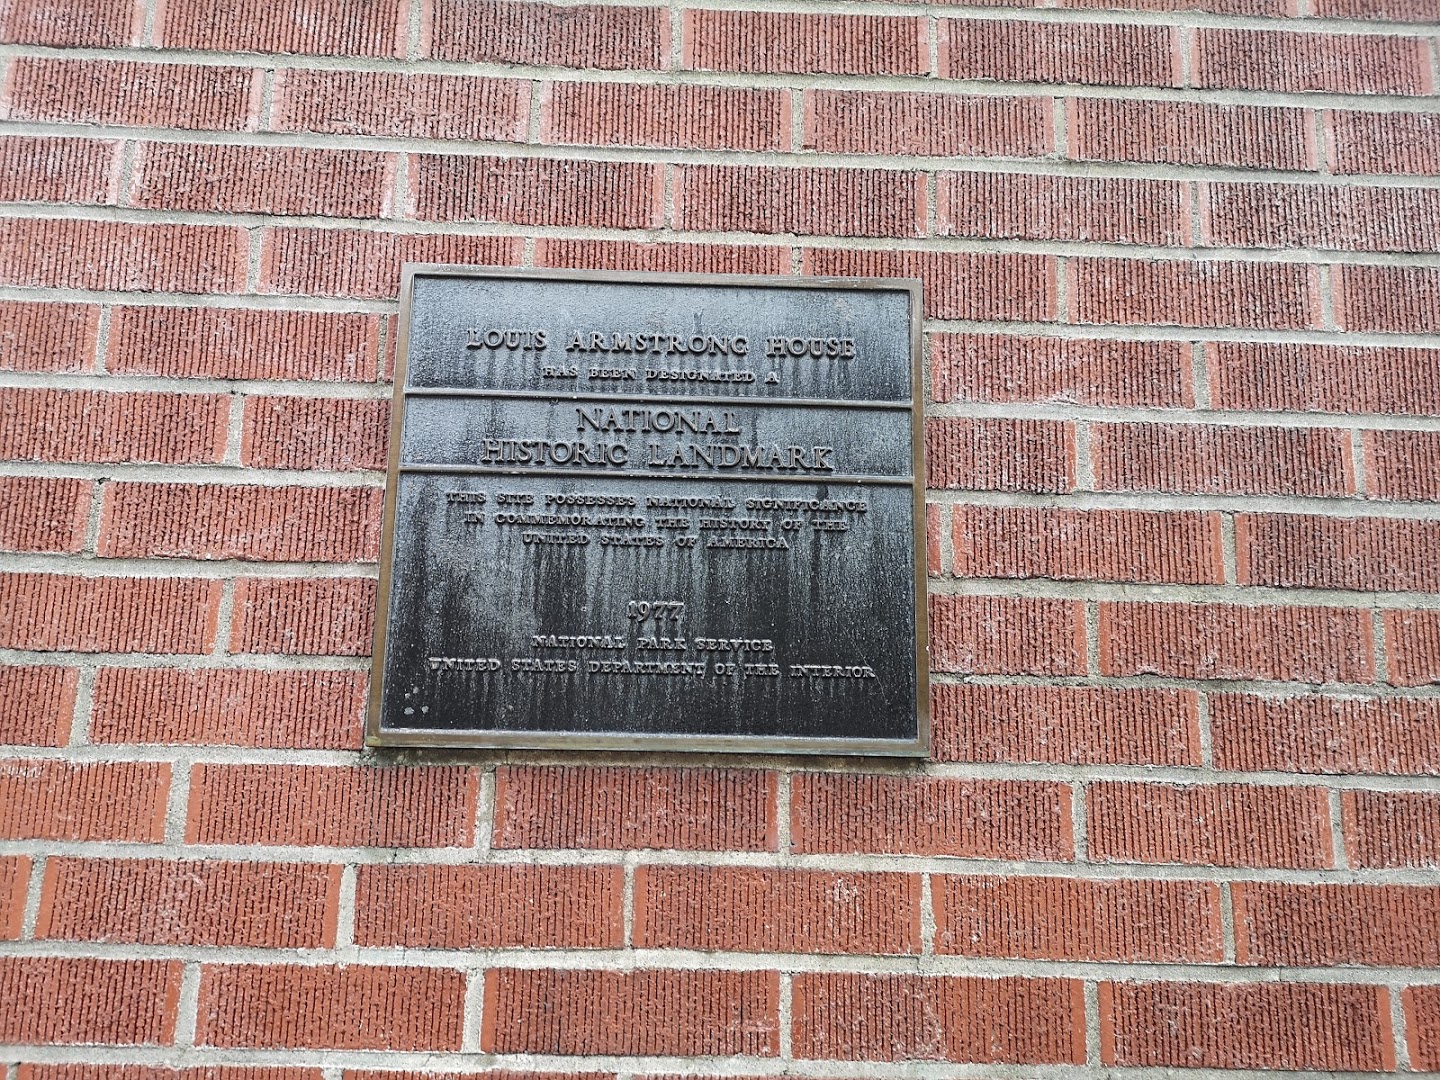 LOUIS ARMSTRONG HOUSE
HAS BEEN DESIGNATED A
NATIONAL
HISTORIC LANDMARK
THIS SITE POSSESSES NATIONAL SIGNIFICANCE
IN COMMEMORATING THE HISTORY OF THE
UNITED STATES OF AMERICA
1977
NATIONAL PARK SERVICE
UNITED STATES DEPARTMENT OF THE INTERIOR